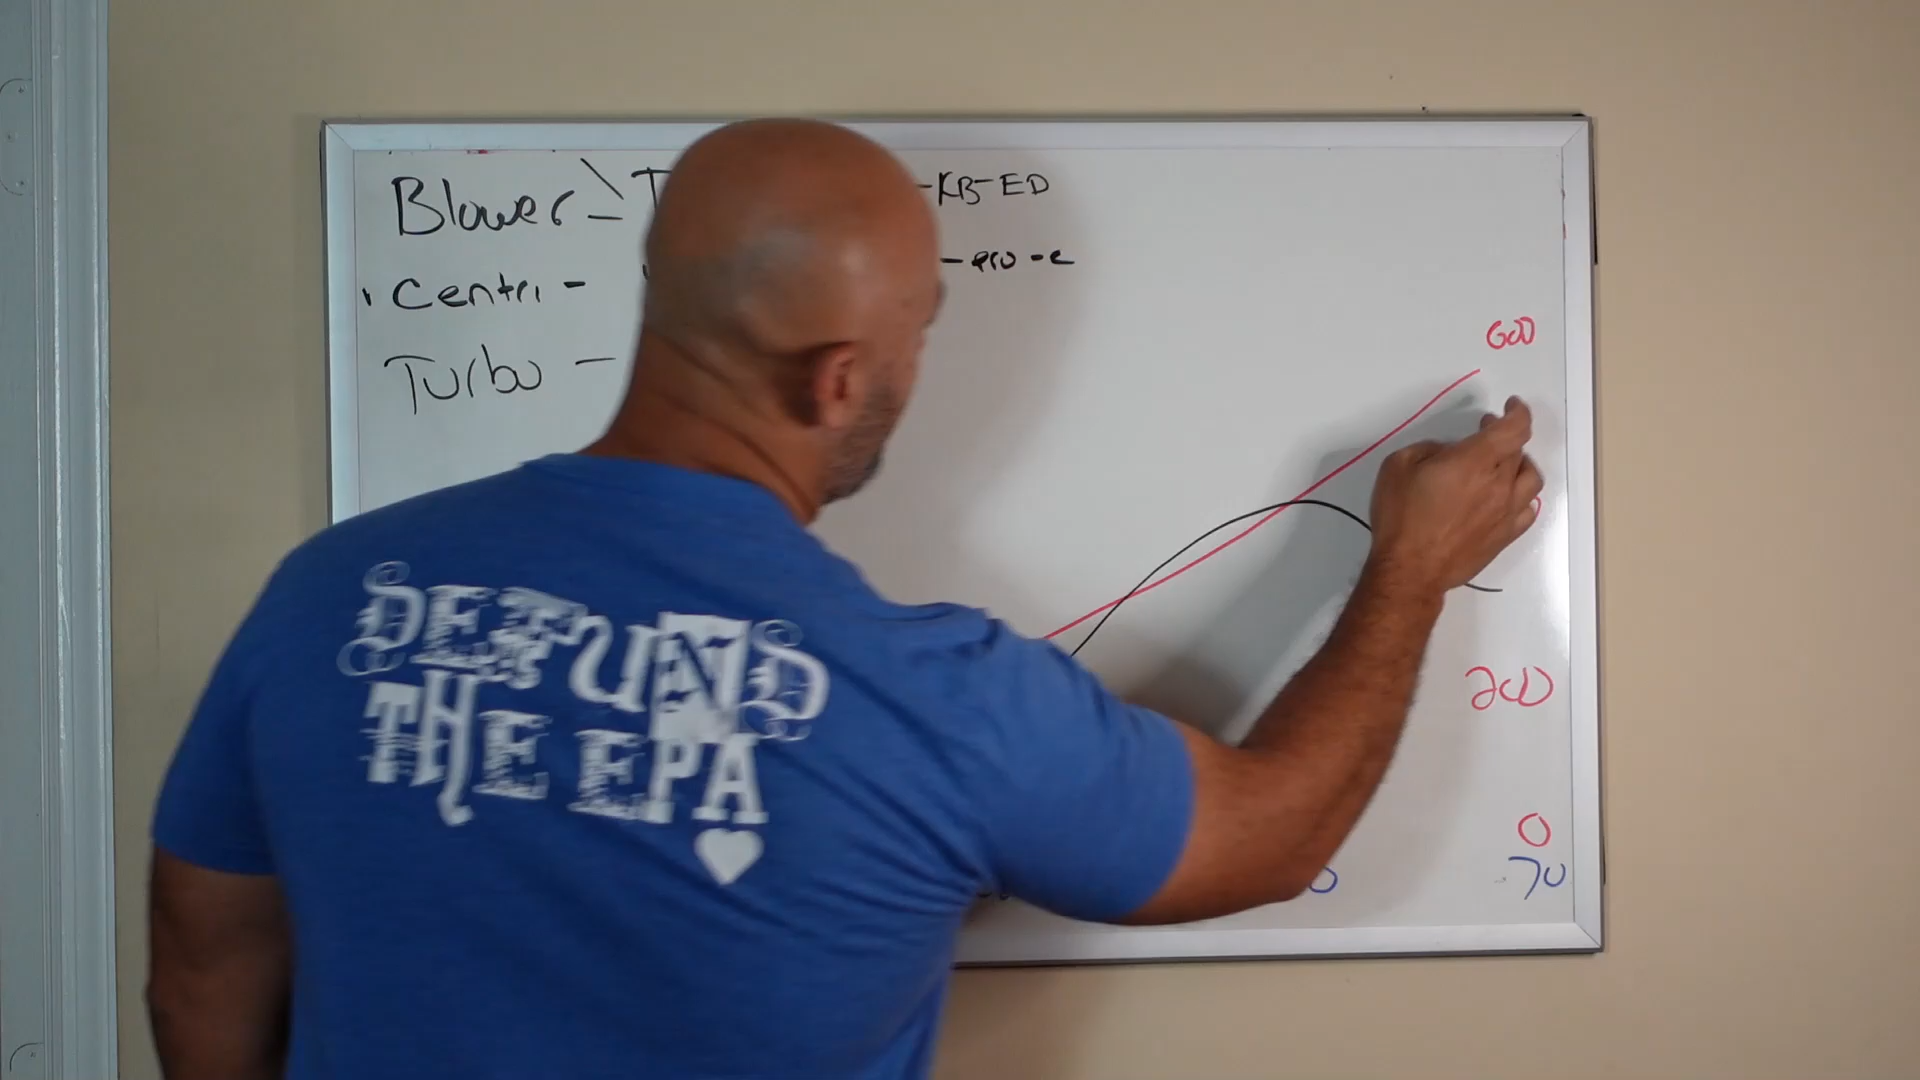 Blower -
-KB-ED
Centri -
-pro-c
Turbo -
600
200
0
70
DEFUND
THE EPA